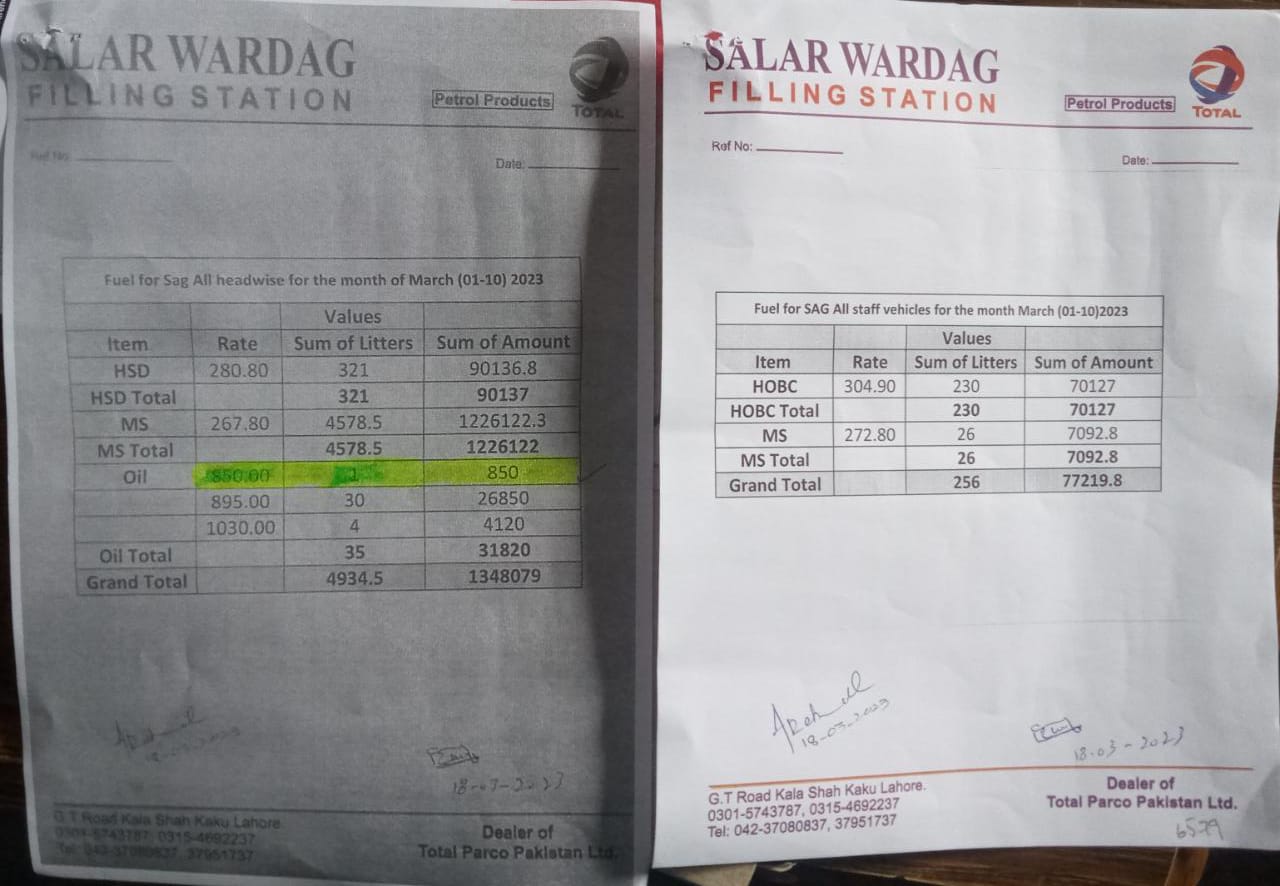 SALAR WARDAG
FILLING STATION
Petrol Products
TOTAL
Ref No:
Date:
Fuel for Sag All headwise for the month of March (01-10) 2023
Values
Item Rate Sum of Litters Sum of Amount
HSD 280.80 321 90136.8
HSD Total 321 90137
MS 267.80 4578.5 1226122.3
MS Total 4578.5 1226122
Oil 850.00 1 850
895.00 30 26850
1030.00 4 4120
Oil Total 35 31820
Grand Total 4934.5 1348079
18-03-2023
18-03-2023
G.T Road Kala Shah Kaku Lahore.
0301-5743787, 0315-4692237
Tel: 042-37080837, 37951737
Dealer of
Total Parco Pakistan Ltd.
SALAR WARDAG
FILLING STATION
Petrol Products
TOTAL
Ref No:
Date:
Fuel for SAG All staff vehicles for the month March (01-10)2023
Values
Item Rate Sum of Litters Sum of Amount
HOBC 304.90 230 70127
HOBC Total 230 70127
MS 272.80 26 7092.8
MS Total 26 7092.8
Grand Total 256 77219.8
18-03-2023
18-03-2023
G.T Road Kala Shah Kaku Lahore.
0301-5743787, 0315-4692237
Tel: 042-37080837, 37951737
Dealer of
Total Parco Pakistan Ltd.
6579